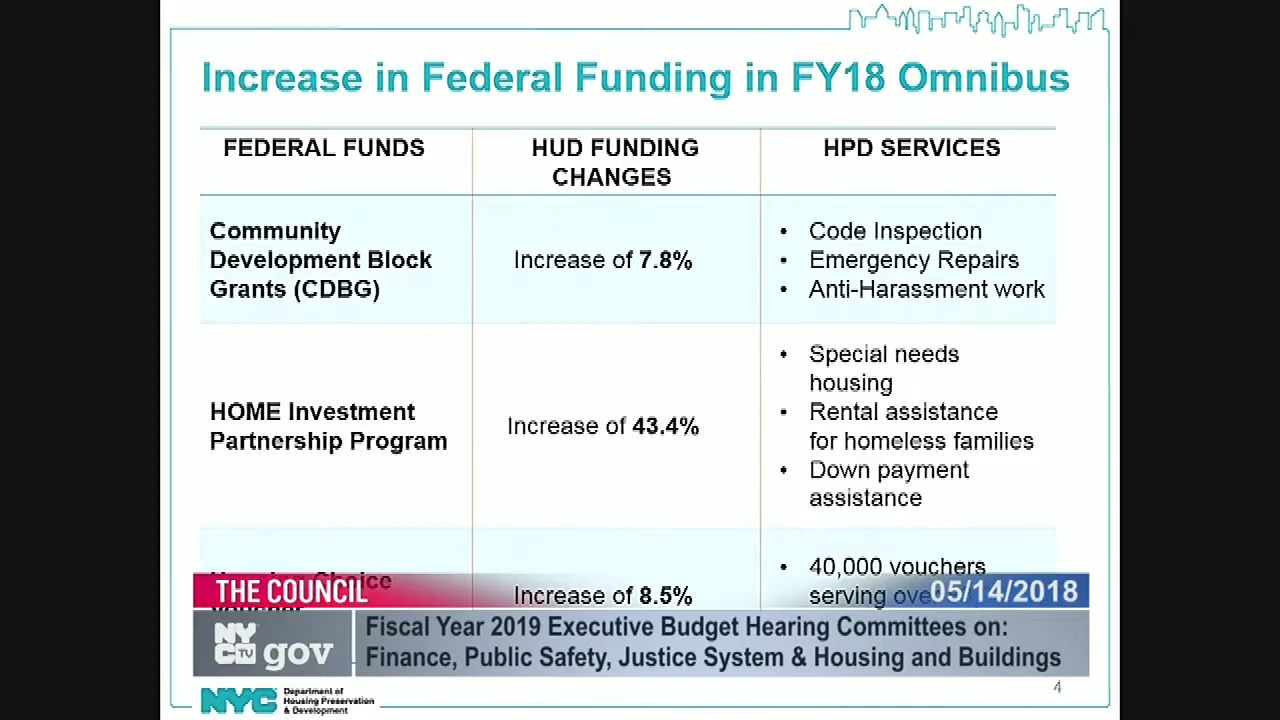 Increase in Federal Funding in FY18 Omnibus
FEDERAL FUNDS
HUD FUNDING
CHANGES
HPD SERVICES
Community
Development Block
Grants (CDBG)
Increase of 7.8%
• Code Inspection
• Emergency Repairs
• Anti-Harassment work
HOME Investment
Partnership Program
Increase of 43.4%
• Special needs
housing
• Rental assistance
for homeless families
• Down payment
assistance
Choice
Voucher
Increase of 8.5%
• 40,000 vouchers
serving
THE COUNCIL
05/14/2018
NYC TV gov
Fiscal Year 2019 Executive Budget Hearing Committees on:
Finance, Public Safety, Justice System & Housing and Buildings
NYC
Department of
Housing Preservation
& Development
4